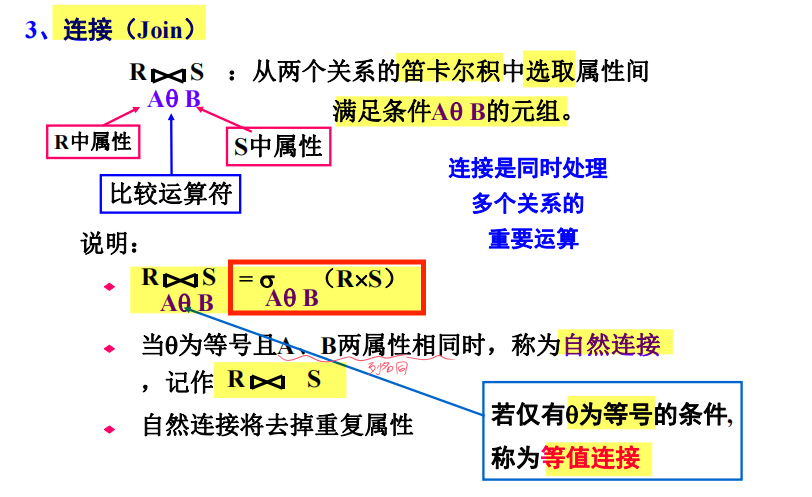 3、连接（Join）
R⋈S ：从两个关系的笛卡尔积中选取属性间
AθB 满足条件AθB的元组。
R中属性
S中属性
比较运算符
连接是同时处理
多个关系的
重要运算
说明：
R⋈S = σ （R×S）
AθB AθB
当θ为等号且A、B两属性相同时，称为自然连接
，记作 R⋈ S
自然连接将去掉重复属性
若仅有θ为等号的条件,
称为等值连接